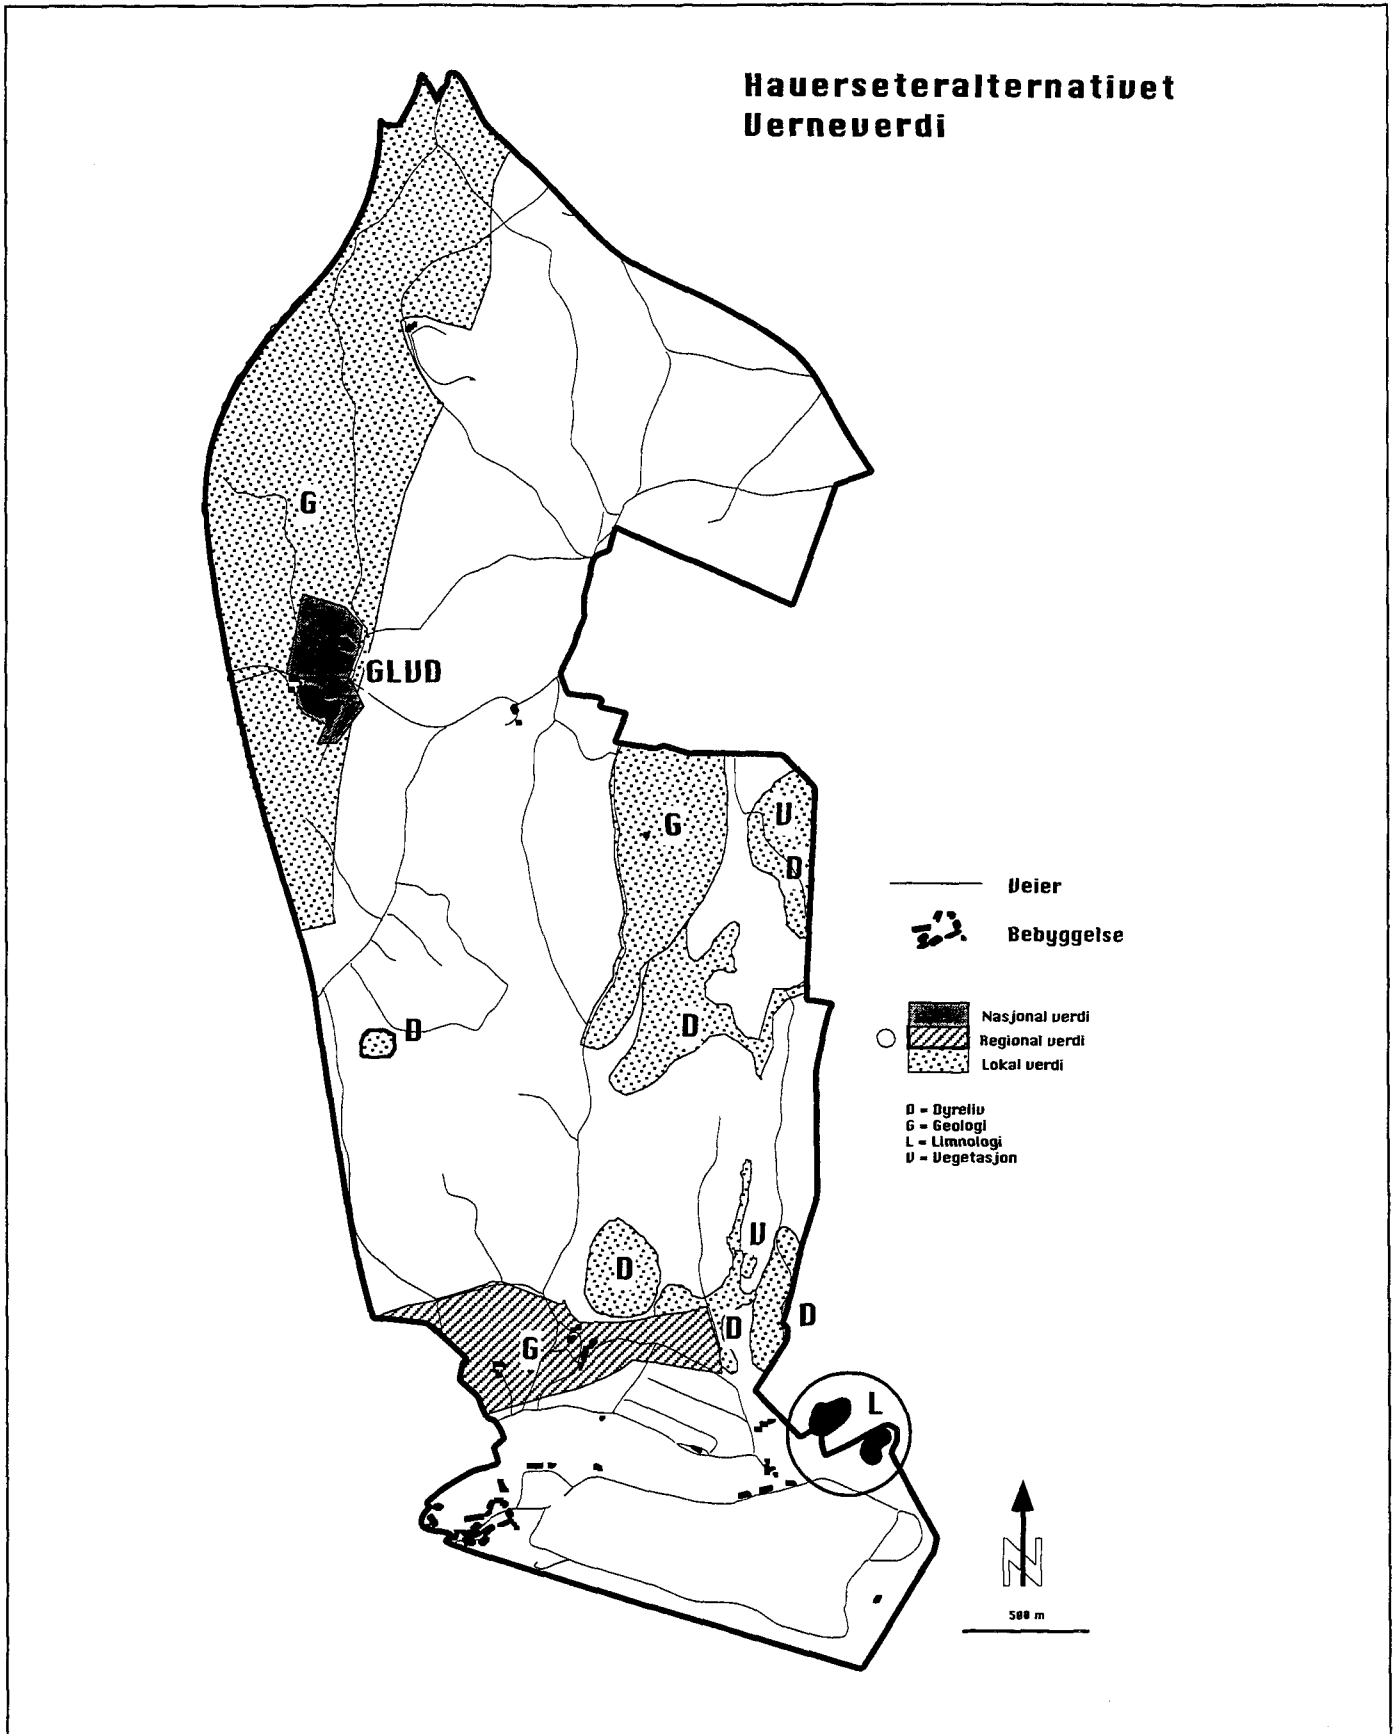 Hauerseteralternativet
Verneverdi
G
GLVD
G
V
D
Veier
Bebyggelse
D
D
Nasjonal verdi
Regional verdi
Lokal verdi
D = Dyreliv
G = Geologi
L = Limnologi
V = Vegetasjon
V
D
D
D
G
L
N
500 m